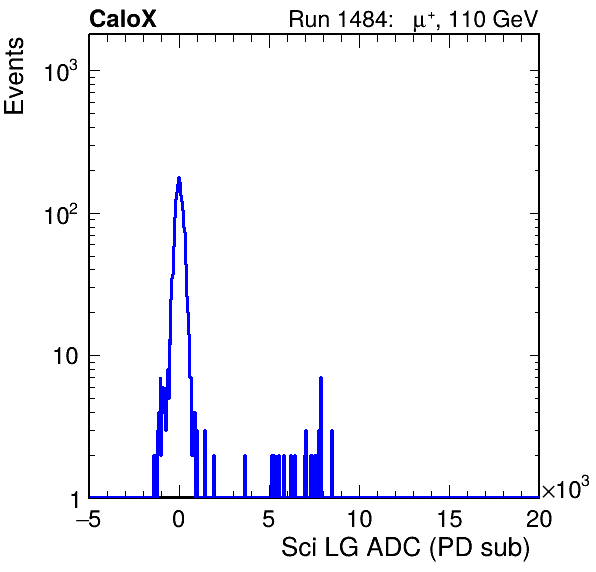 CaloX Run 1484: μ⁺, 110 GeV
Events
10³
10²
10
1
−5 0 5 10 15 20 ×10³
Sci LG ADC (PD sub)